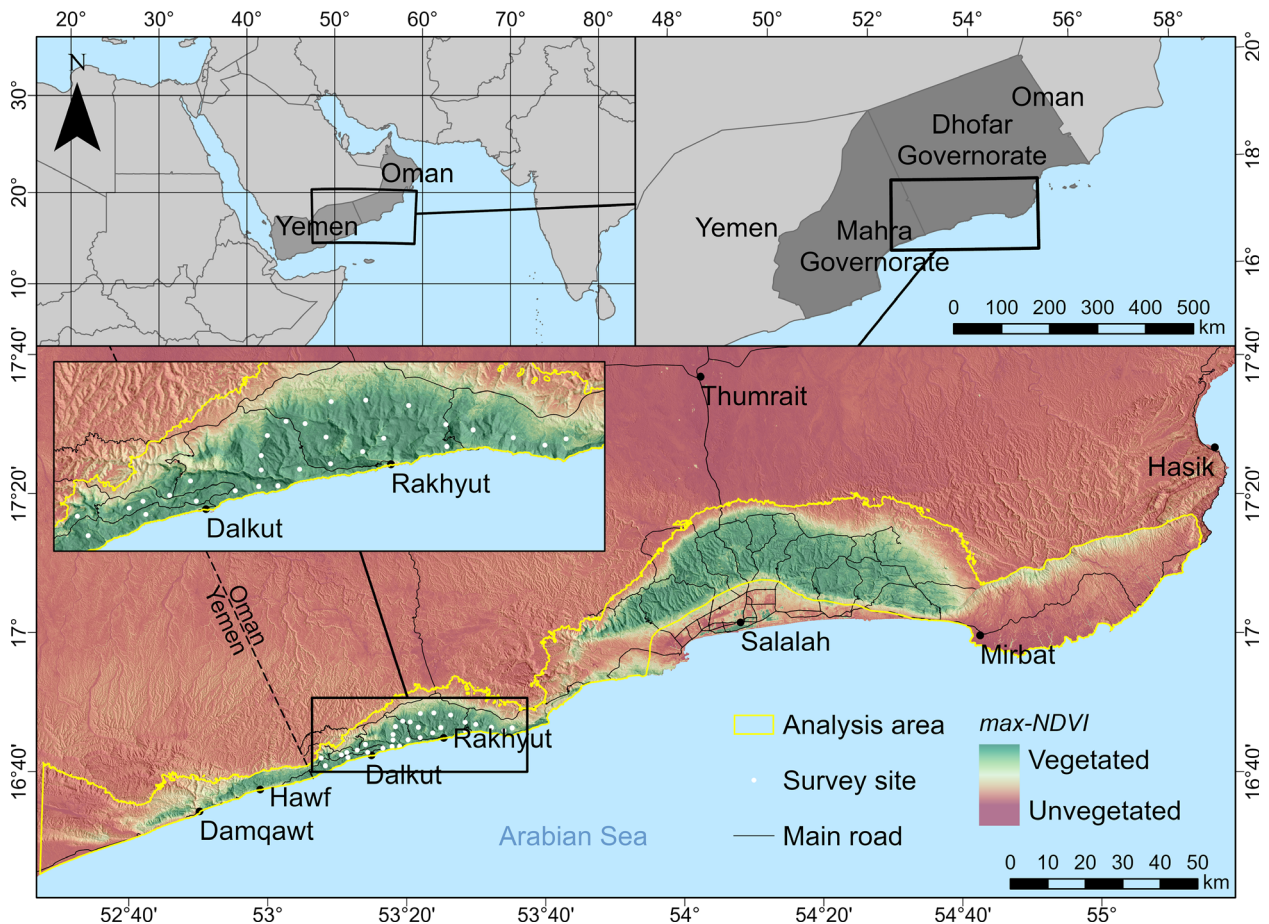 20° 30° 40° 50° 60° 70° 80° 48° 50° 52° 54° 56° 58°
N
30°
20°
10°
Oman
Yemen
20°
18°
16°
Oman
Dhofar
Governorate
Yemen
Mahra
Governorate
0 100 200 300 400 500
km
17°40'
17°20'
17°
16°40'
17°40'
17°20'
17°
16°40'
Rakhyut
Dalkut
Thumrait
Hasik
Oman
Yemen
Salalah
Mirbat
Rakhyut
Dalkut
Hawf
Damqawt
Arabian Sea
Analysis area
Survey site
Main road
max-NDVI
Vegetated
Unvegetated
0 10 20 30 40 50
km
52°40' 53° 53°20' 53°40' 54° 54°20' 54°40' 55°